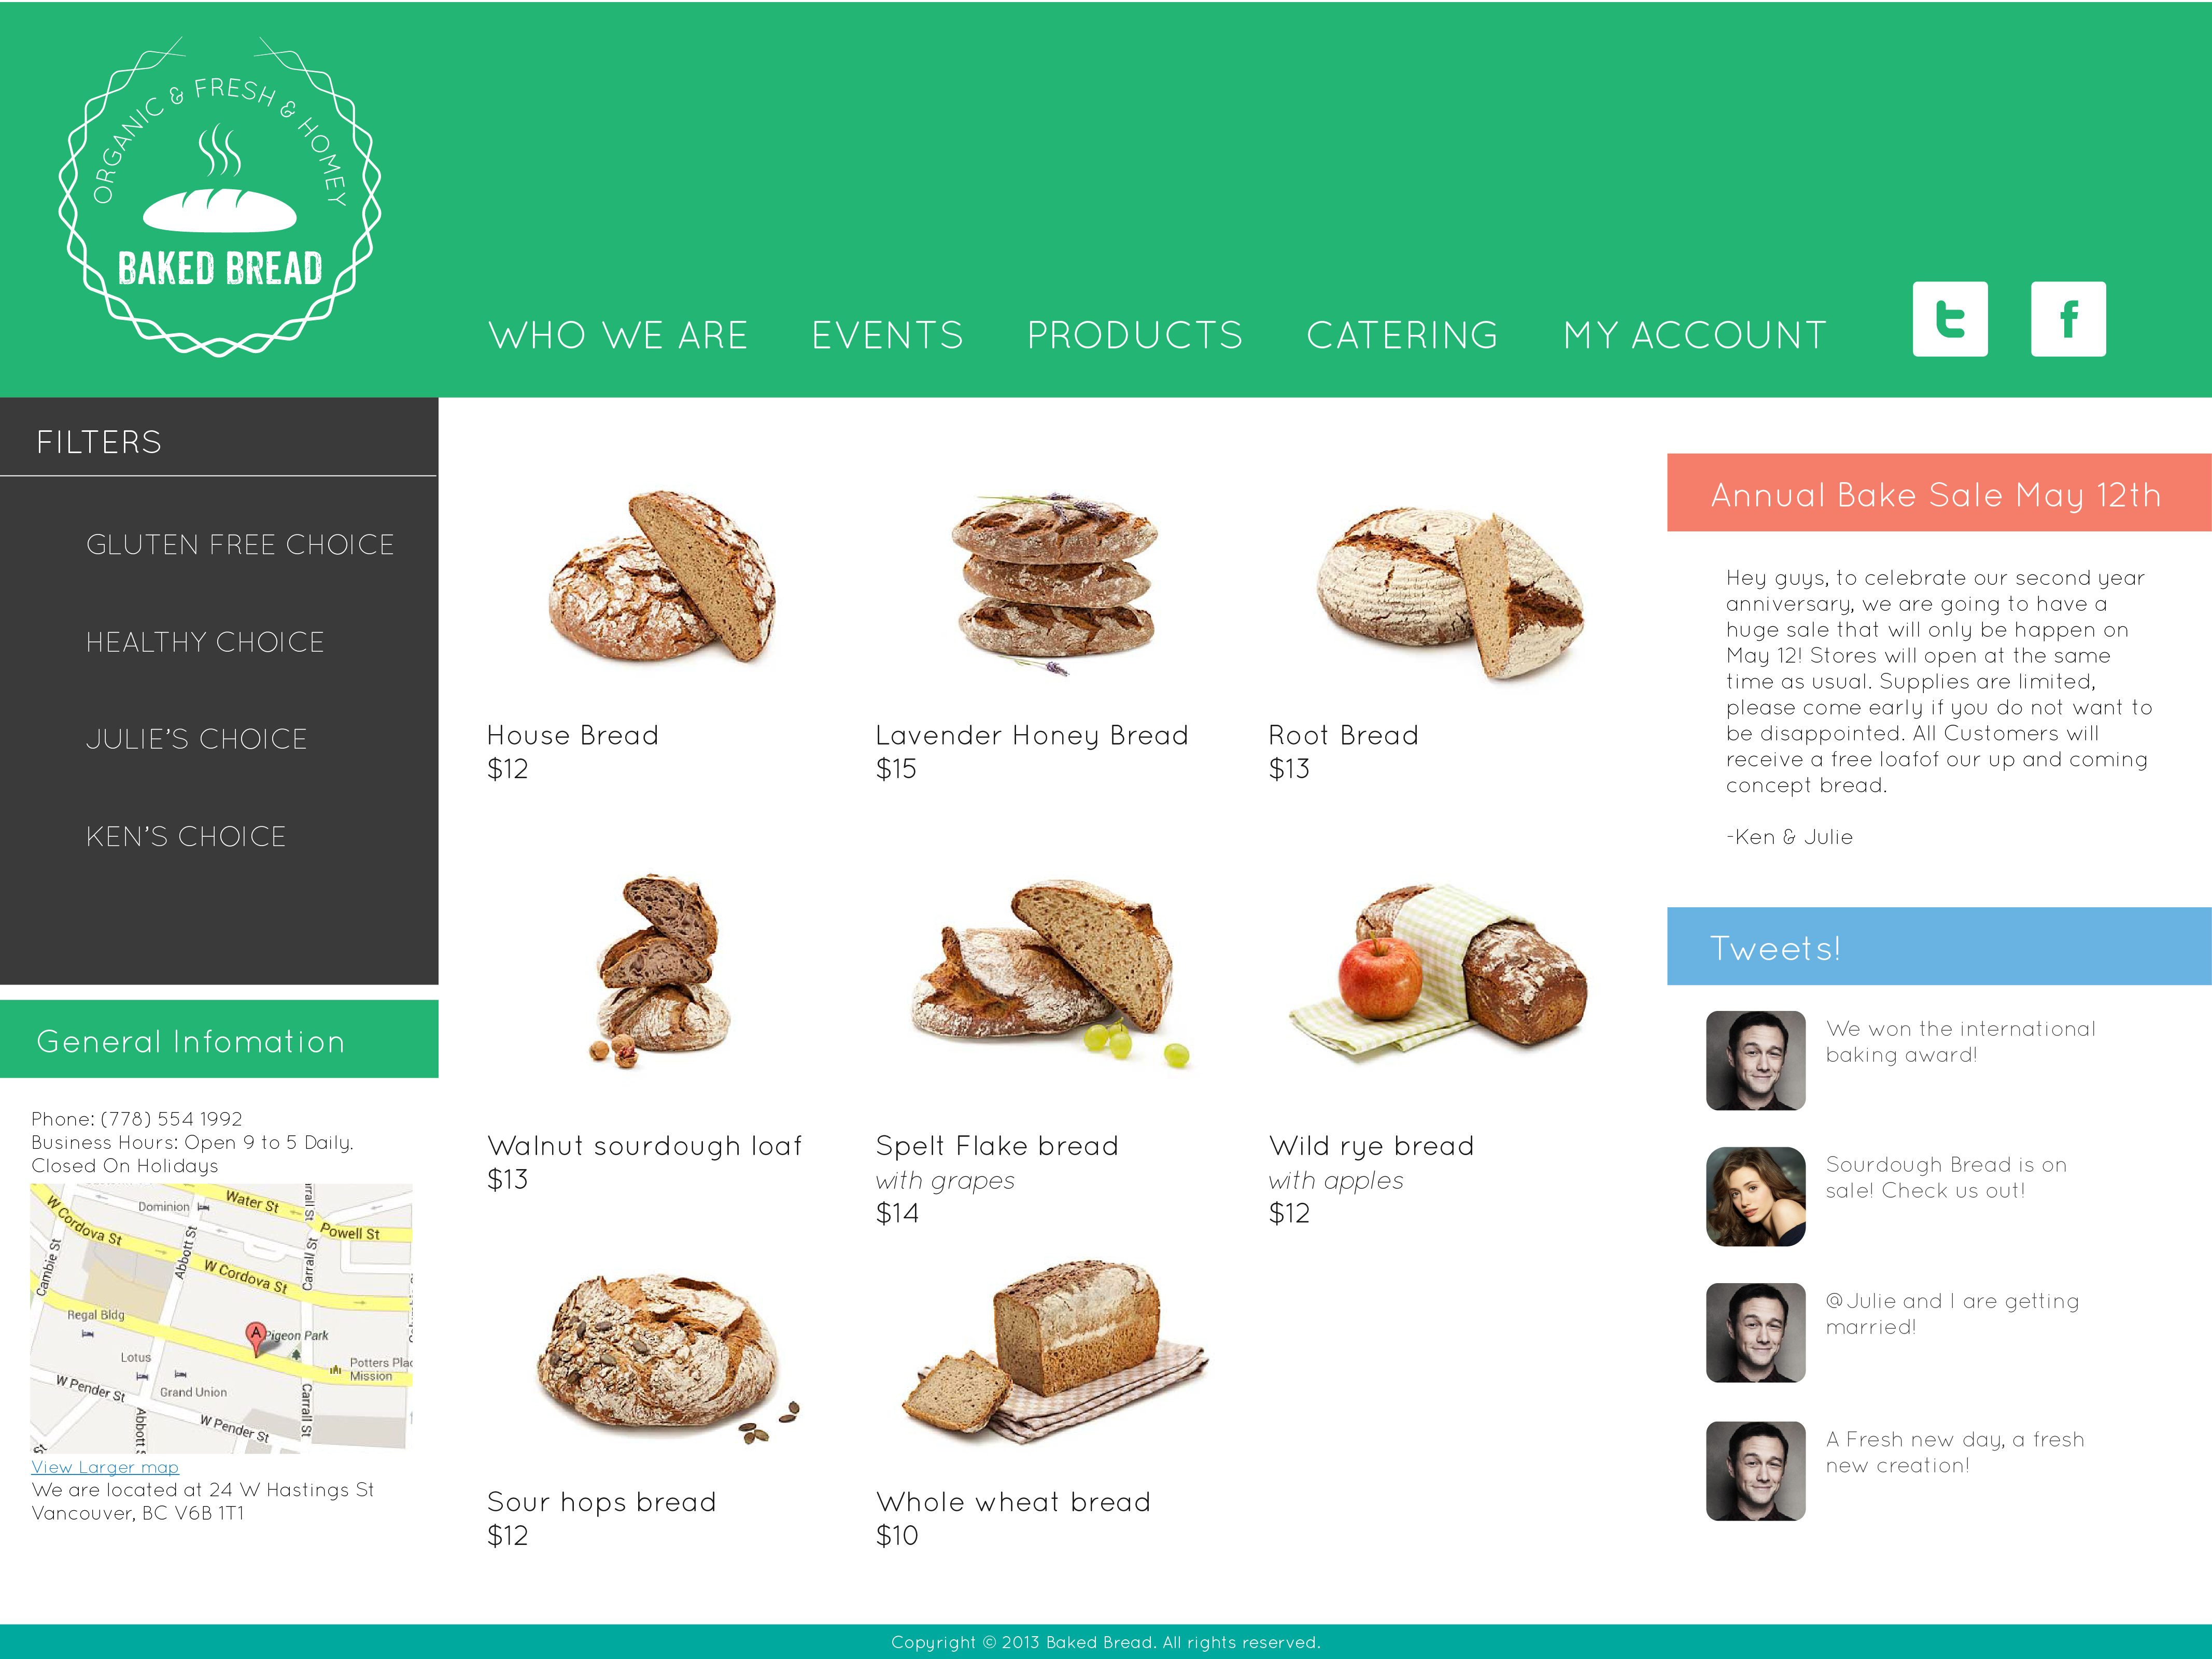 ORGANIC & FRESH & HOMEY
BAKED BREAD
WHO WE ARE
EVENTS
PRODUCTS
CATERING
MY ACCOUNT
t
f
FILTERS
GLUTEN FREE CHOICE
HEALTHY CHOICE
JULIE'S CHOICE
KEN'S CHOICE
General Infomation
Phone: (778) 554 1992
Business Hours: Open 9 to 5 Daily.
Closed On Holidays
Water St
Dominion
W Cordova St
Powell St
Cambie St
Abbott St
Carrall St
W Cordova St
Regal Bldg
A
Pigeon Park
Lotus
Potters Plac
Mission
W Pender St
Grand Union
Carrall St
Abbott S
W Pender St
View Larger map
We are located at 24 W Hastings St
Vancouver, BC V6B 1T1
House Bread
$12
Lavender Honey Bread
$15
Root Bread
$13
Walnut sourdough loaf
$13
Spelt Flake bread
with grapes
$14
Wild rye bread
with apples
$12
Sour hops bread
$12
Whole wheat bread
$10
Annual Bake Sale May 12th
Hey guys, to celebrate our second year
anniversary, we are going to have a
huge sale that will only be happen on
May 12! Stores will open at the same
time as usual. Supplies are limited,
please come early if you do not want to
be disappointed. All Customers will
receive a free loafof our up and coming
concept bread.
-Ken & Julie
Tweets!
We won the international
baking award!
Sourdough Bread is on
sale! Check us out!
@Julie and I are getting
married!
A Fresh new day, a fresh
new creation!
Copyright © 2013 Baked Bread. All rights reserved.